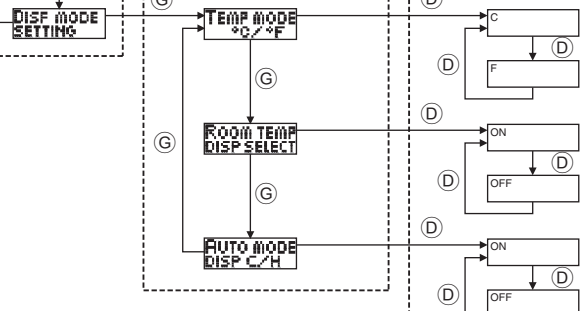 G
D
DISP MODE
SETTING
TEMP MODE
°C/°F
C
D
D
F
G
G
D
ROOM TEMP
DISP SELECT
ON
D
D
OFF
G
D
AUTO MODE
DISP C/H
ON
D
D
OFF